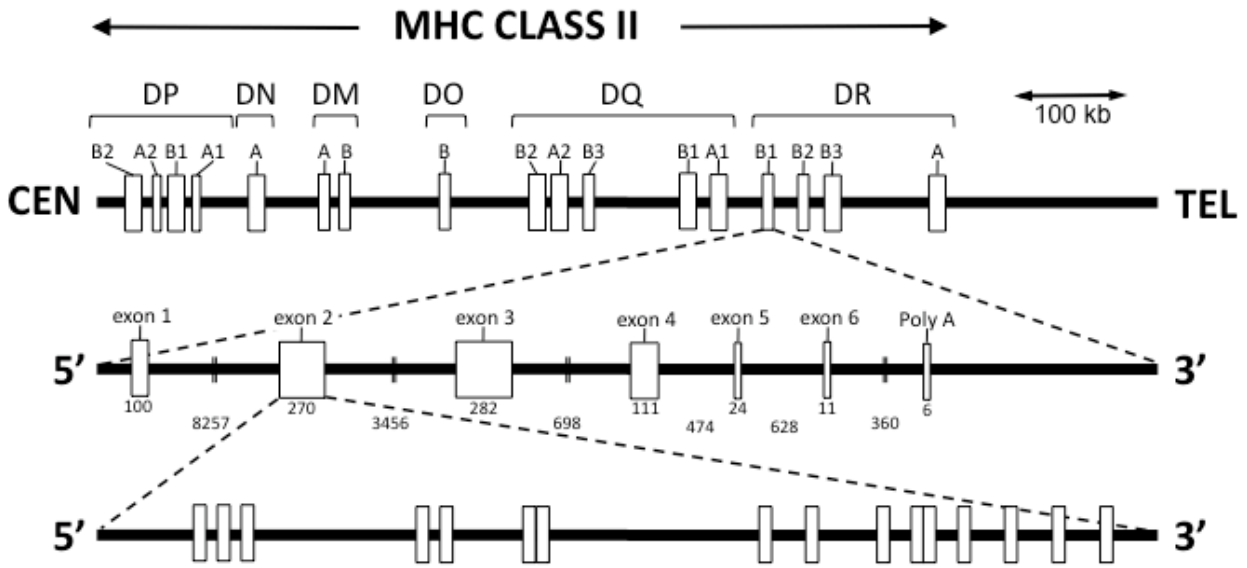 MHC CLASS II
DP DN DM DO DQ DR
100 kb
B2 A2 B1 A1 A A B B B2 A2 B3 B1 A1 B1 B2 B3 A
CEN TEL
exon 1 exon 2 exon 3 exon 4 exon 5 exon 6 Poly A
5’ 3’
100 270 282 111 24 11 6
8257 3456 698 474 628 360
5’ 3’